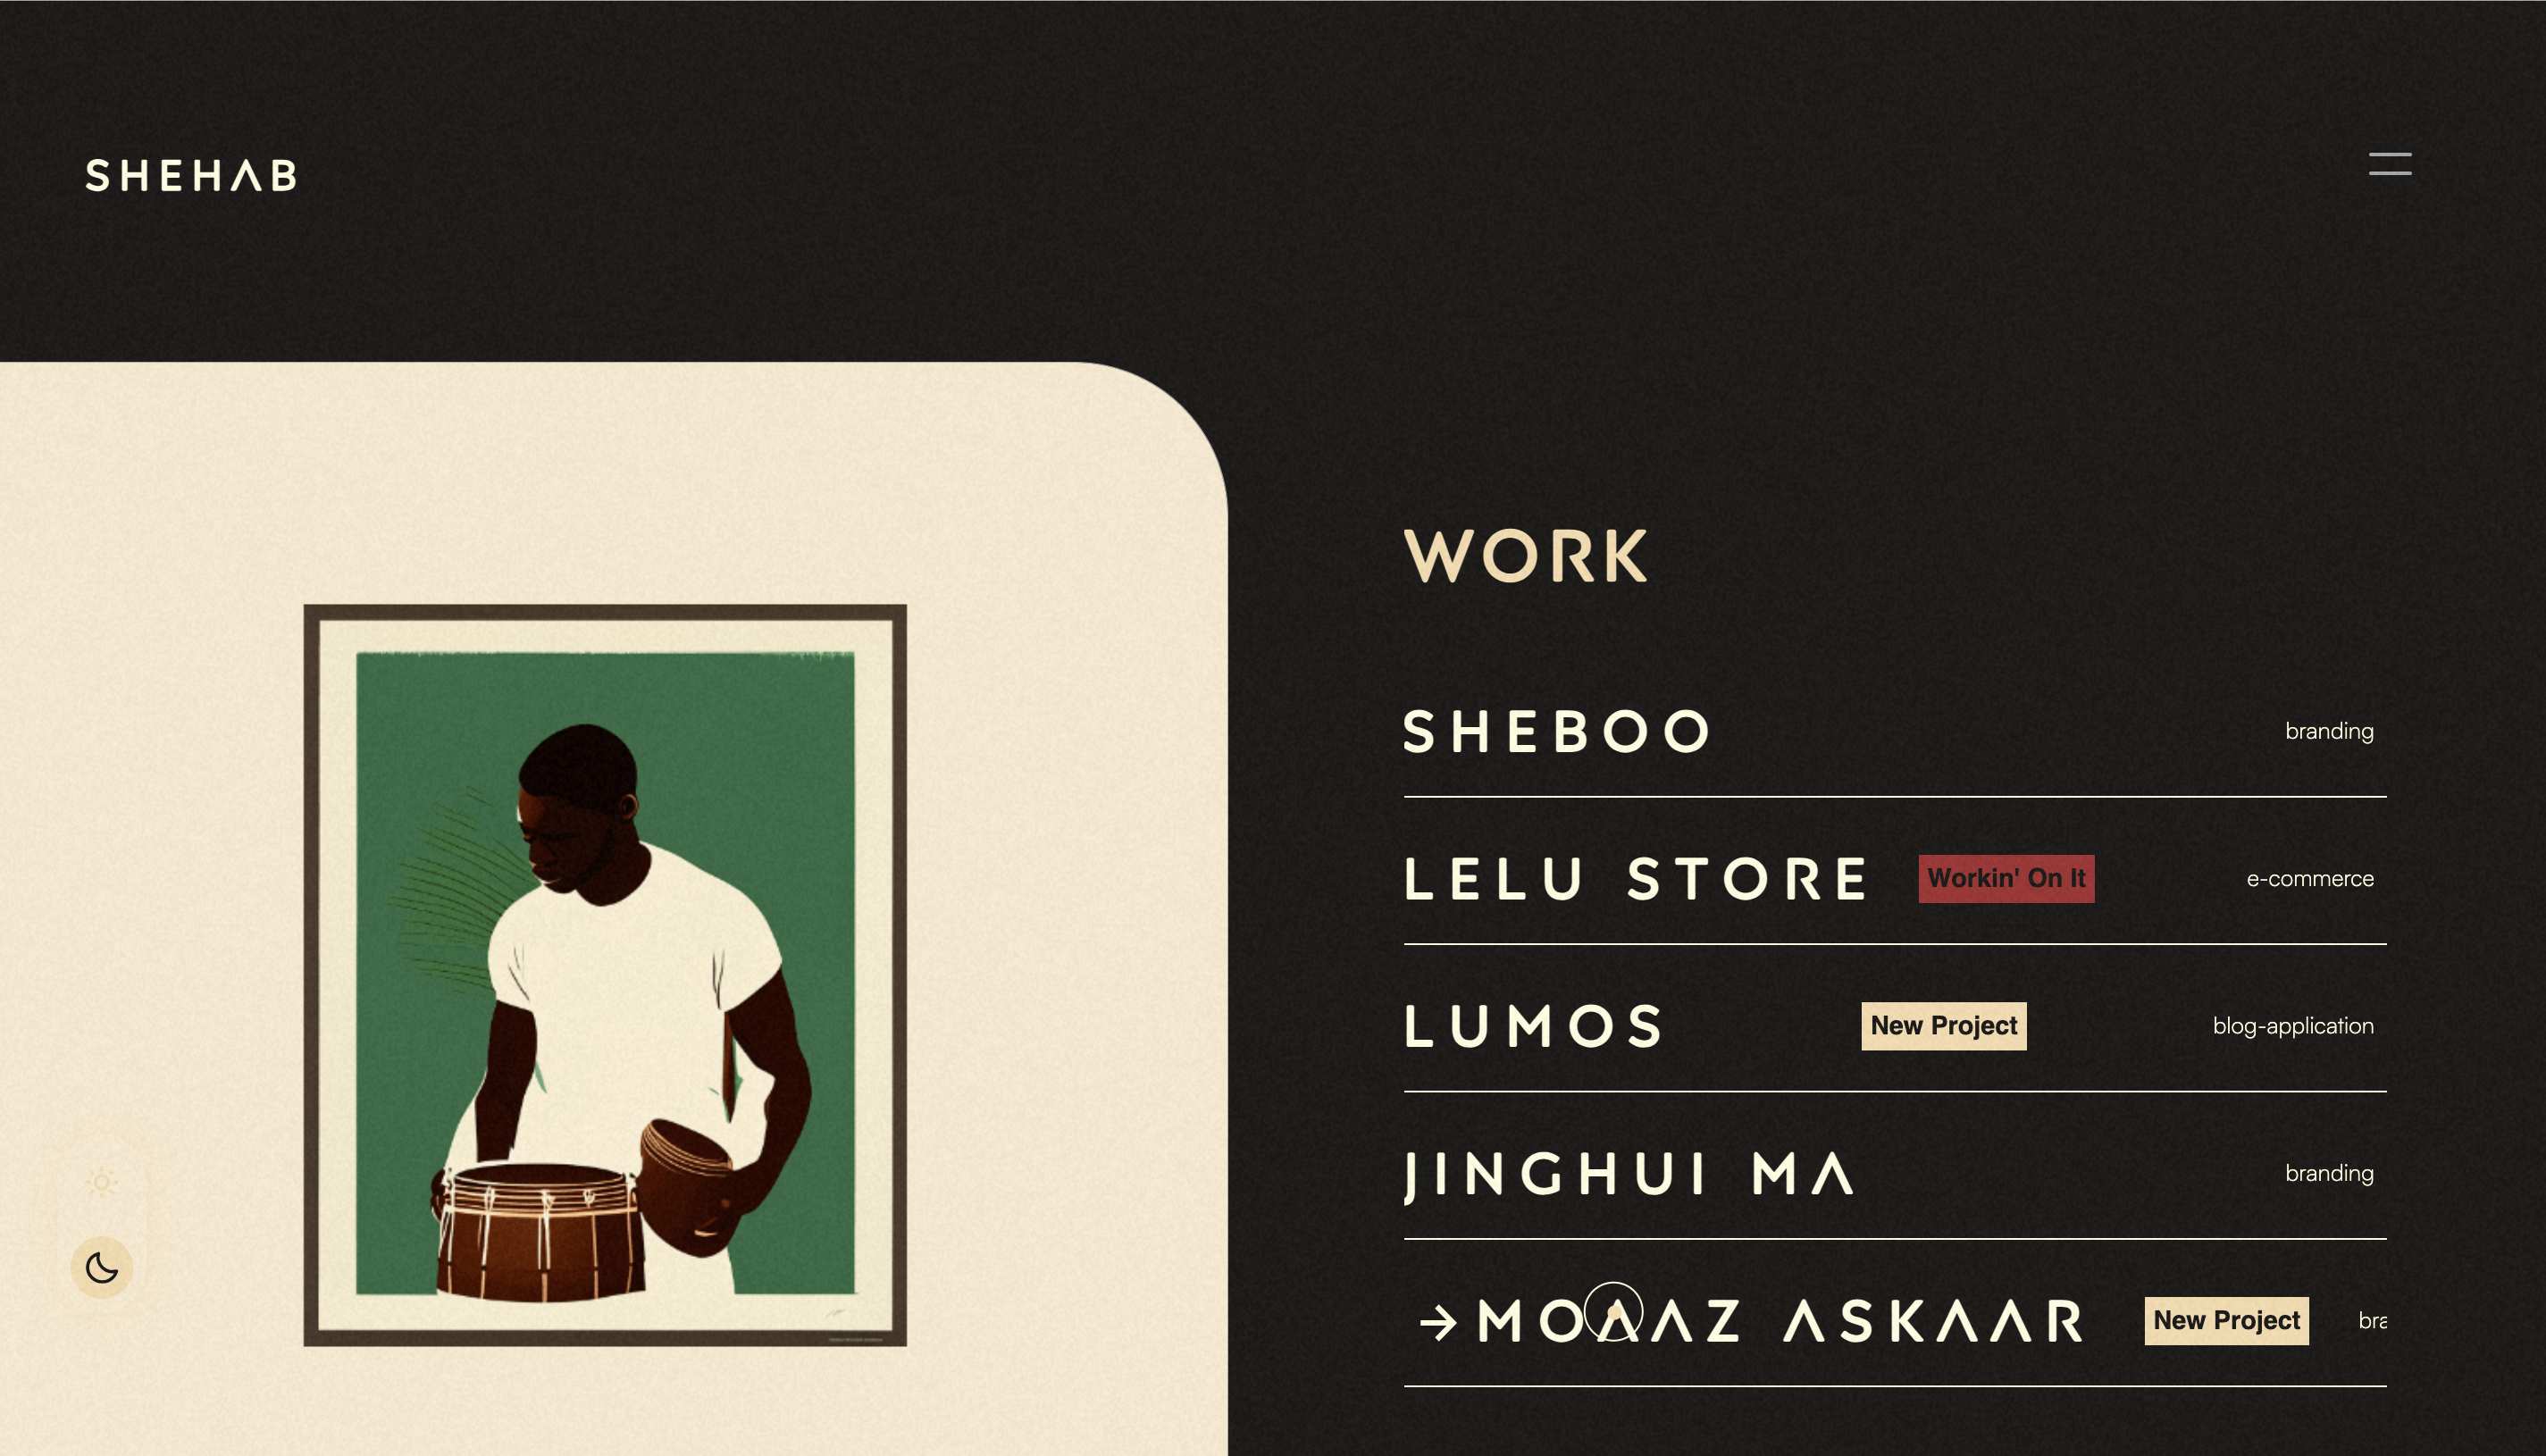 SHEHAB
WORK
SHEBOO branding
LELU STORE Workin' On It e-commerce
LUMOS New Project blog-application
JINGHUI MA branding
→ MOAAZ ASKAAR New Project bra